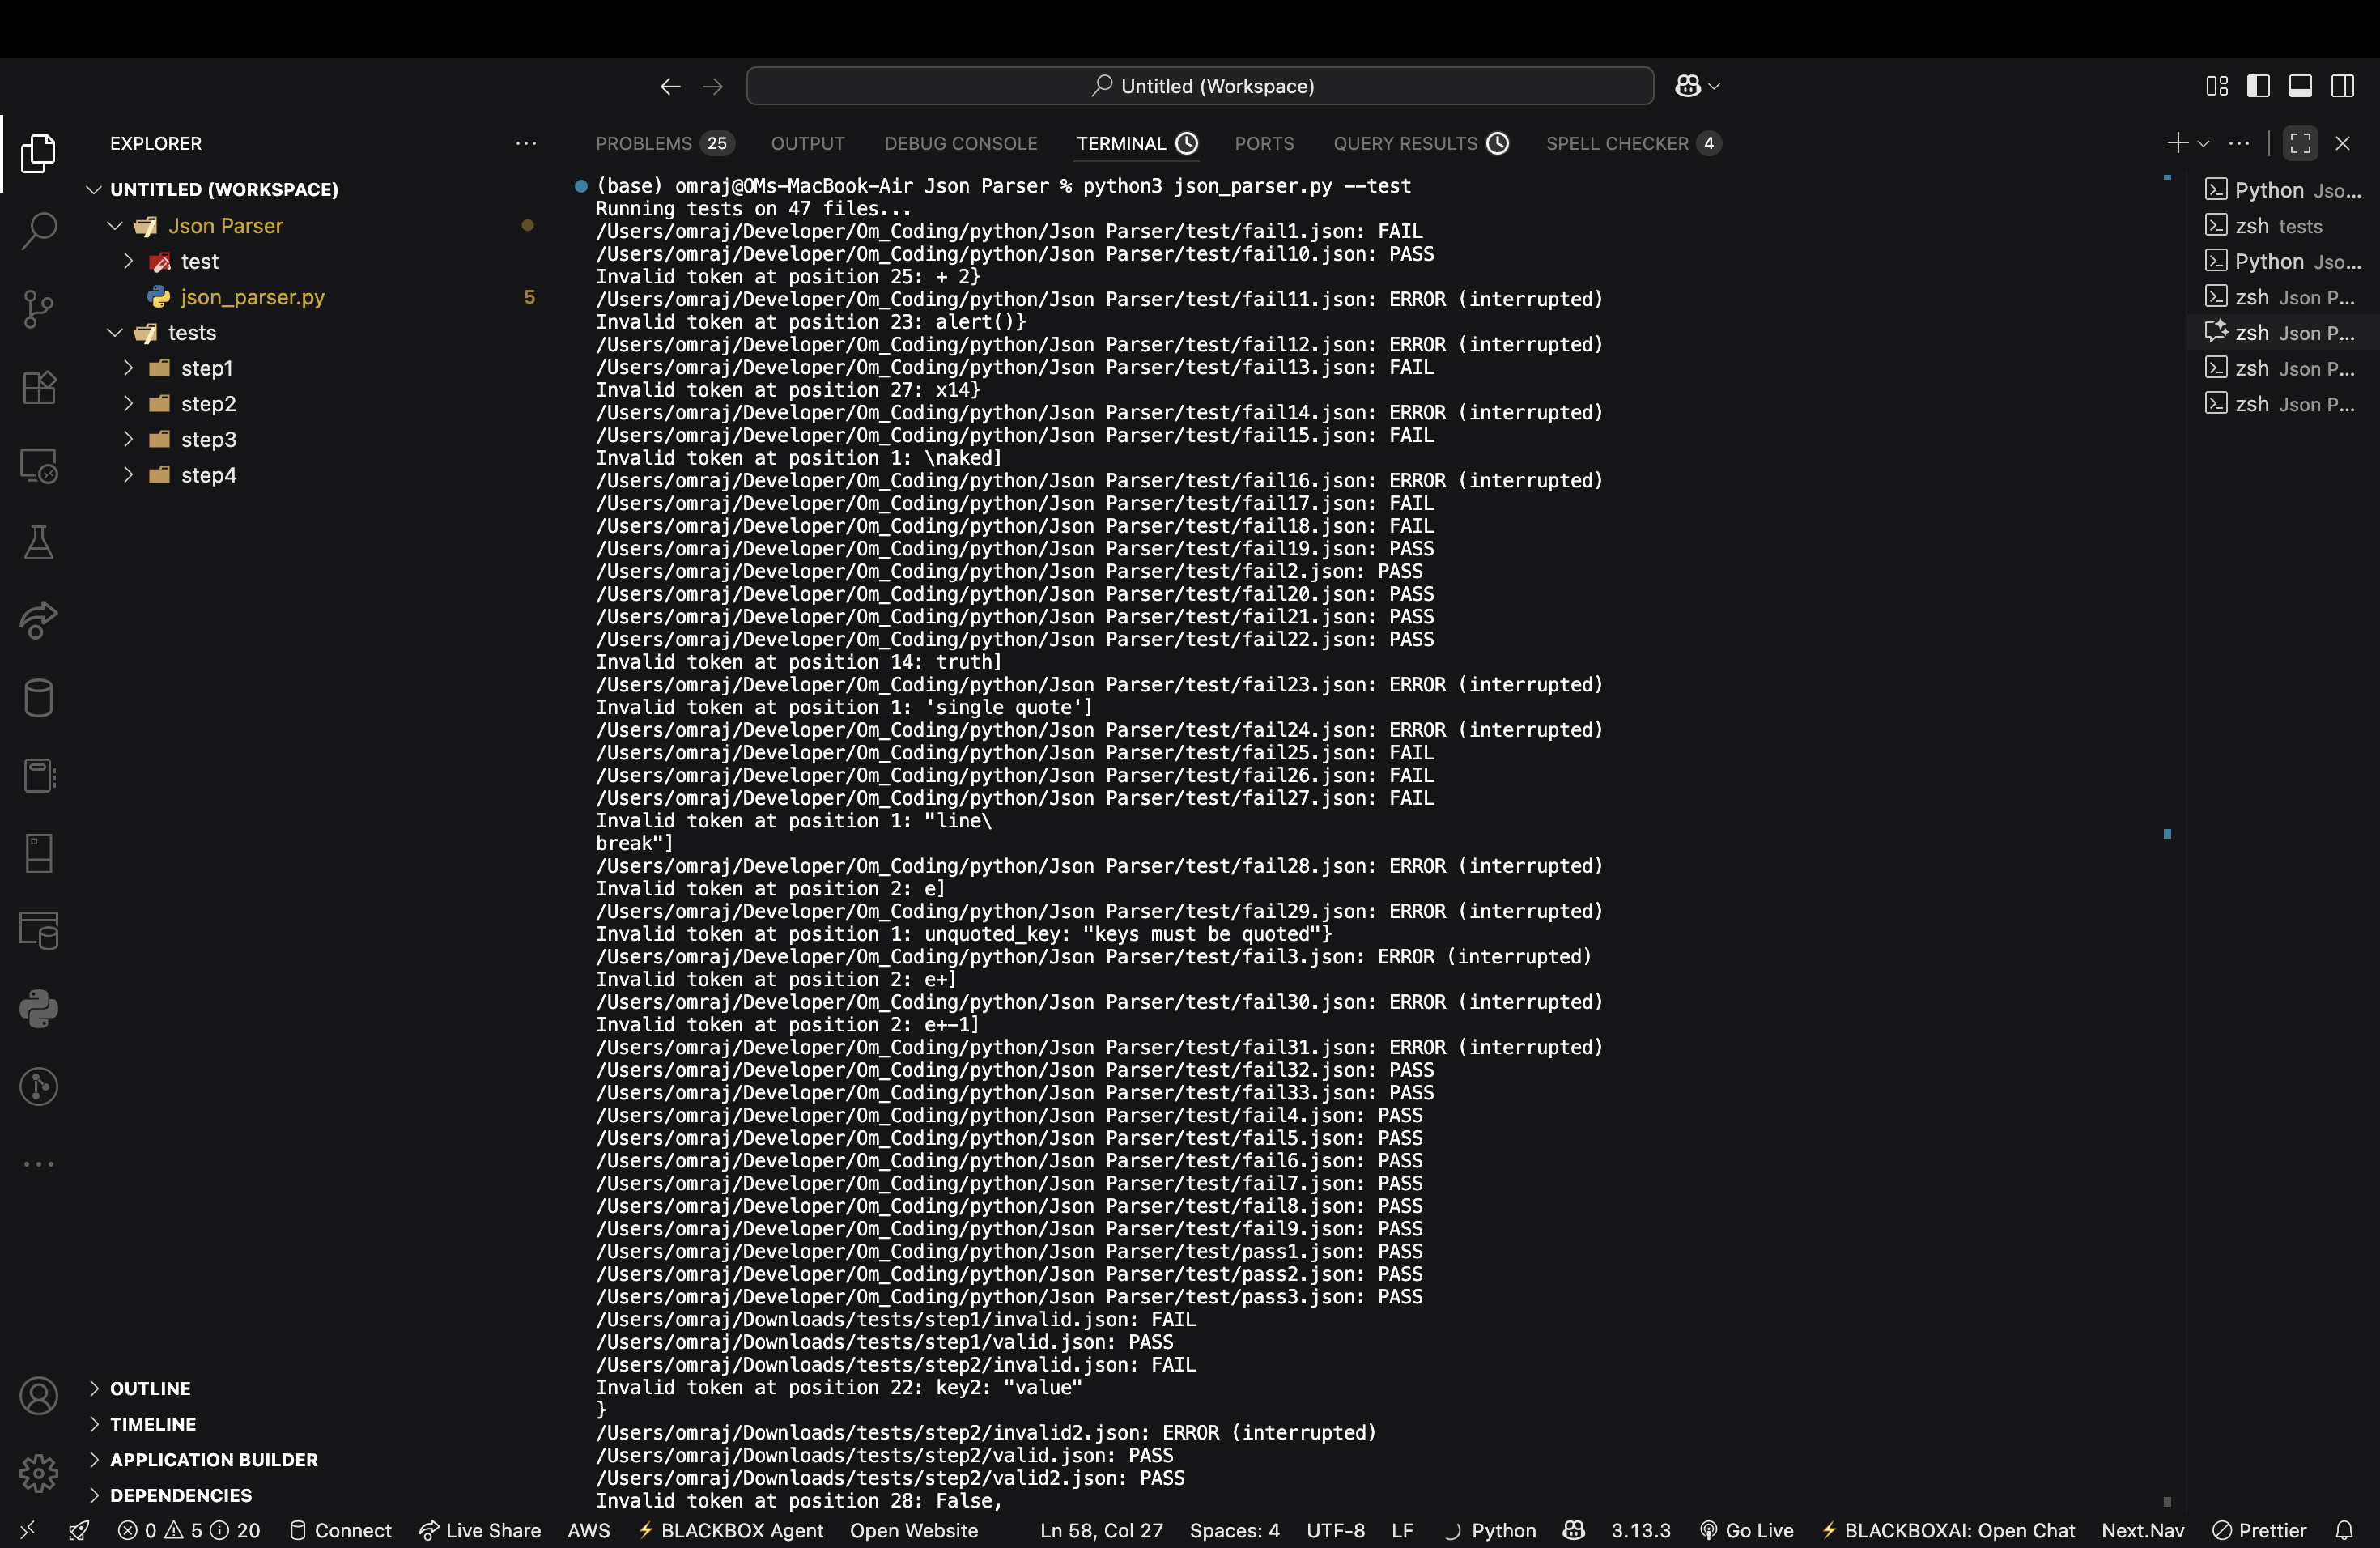 Untitled (Workspace)
EXPLORER
UNTITLED (WORKSPACE)
Json Parser
test
json_parser.py 5
tests
step1
step2
step3
step4
OUTLINE
TIMELINE
APPLICATION BUILDER
DEPENDENCIES
PROBLEMS 25 OUTPUT DEBUG CONSOLE TERMINAL PORTS QUERY RESULTS SPELL CHECKER 4
(base) omraj@OMs-MacBook-Air Json Parser % python3 json_parser.py --test
Running tests on 47 files...
/Users/omraj/Developer/Om_Coding/python/Json Parser/test/fail1.json: FAIL
/Users/omraj/Developer/Om_Coding/python/Json Parser/test/fail10.json: PASS
Invalid token at position 25: + 2}
/Users/omraj/Developer/Om_Coding/python/Json Parser/test/fail11.json: ERROR (interrupted)
Invalid token at position 23: alert()}
/Users/omraj/Developer/Om_Coding/python/Json Parser/test/fail12.json: ERROR (interrupted)
/Users/omraj/Developer/Om_Coding/python/Json Parser/test/fail13.json: FAIL
Invalid token at position 27: x14}
/Users/omraj/Developer/Om_Coding/python/Json Parser/test/fail14.json: ERROR (interrupted)
/Users/omraj/Developer/Om_Coding/python/Json Parser/test/fail15.json: FAIL
Invalid token at position 1: \naked]
/Users/omraj/Developer/Om_Coding/python/Json Parser/test/fail16.json: ERROR (interrupted)
/Users/omraj/Developer/Om_Coding/python/Json Parser/test/fail17.json: FAIL
/Users/omraj/Developer/Om_Coding/python/Json Parser/test/fail18.json: FAIL
/Users/omraj/Developer/Om_Coding/python/Json Parser/test/fail19.json: PASS
/Users/omraj/Developer/Om_Coding/python/Json Parser/test/fail2.json: PASS
/Users/omraj/Developer/Om_Coding/python/Json Parser/test/fail20.json: PASS
/Users/omraj/Developer/Om_Coding/python/Json Parser/test/fail21.json: PASS
/Users/omraj/Developer/Om_Coding/python/Json Parser/test/fail22.json: PASS
Invalid token at position 14: truth]
/Users/omraj/Developer/Om_Coding/python/Json Parser/test/fail23.json: ERROR (interrupted)
Invalid token at position 1: 'single quote']
/Users/omraj/Developer/Om_Coding/python/Json Parser/test/fail24.json: ERROR (interrupted)
/Users/omraj/Developer/Om_Coding/python/Json Parser/test/fail25.json: FAIL
/Users/omraj/Developer/Om_Coding/python/Json Parser/test/fail26.json: FAIL
/Users/omraj/Developer/Om_Coding/python/Json Parser/test/fail27.json: FAIL
Invalid token at position 1: "line\
break"]
/Users/omraj/Developer/Om_Coding/python/Json Parser/test/fail28.json: ERROR (interrupted)
Invalid token at position 2: e]
/Users/omraj/Developer/Om_Coding/python/Json Parser/test/fail29.json: ERROR (interrupted)
Invalid token at position 1: unquoted_key: "keys must be quoted"}
/Users/omraj/Developer/Om_Coding/python/Json Parser/test/fail3.json: ERROR (interrupted)
Invalid token at position 2: e+]
/Users/omraj/Developer/Om_Coding/python/Json Parser/test/fail30.json: ERROR (interrupted)
Invalid token at position 2: e+-1]
/Users/omraj/Developer/Om_Coding/python/Json Parser/test/fail31.json: ERROR (interrupted)
/Users/omraj/Developer/Om_Coding/python/Json Parser/test/fail32.json: PASS
/Users/omraj/Developer/Om_Coding/python/Json Parser/test/fail33.json: PASS
/Users/omraj/Developer/Om_Coding/python/Json Parser/test/fail4.json: PASS
/Users/omraj/Developer/Om_Coding/python/Json Parser/test/fail5.json: PASS
/Users/omraj/Developer/Om_Coding/python/Json Parser/test/fail6.json: PASS
/Users/omraj/Developer/Om_Coding/python/Json Parser/test/fail7.json: PASS
/Users/omraj/Developer/Om_Coding/python/Json Parser/test/fail8.json: PASS
/Users/omraj/Developer/Om_Coding/python/Json Parser/test/fail9.json: PASS
/Users/omraj/Developer/Om_Coding/python/Json Parser/test/pass1.json: PASS
/Users/omraj/Developer/Om_Coding/python/Json Parser/test/pass2.json: PASS
/Users/omraj/Developer/Om_Coding/python/Json Parser/test/pass3.json: PASS
/Users/omraj/Downloads/tests/step1/invalid.json: FAIL
/Users/omraj/Downloads/tests/step1/valid.json: PASS
/Users/omraj/Downloads/tests/step2/invalid.json: FAIL
Invalid token at position 22: key2: "value"
}
/Users/omraj/Downloads/tests/step2/invalid2.json: ERROR (interrupted)
/Users/omraj/Downloads/tests/step2/valid.json: PASS
/Users/omraj/Downloads/tests/step2/valid2.json: PASS
Invalid token at position 28: False,
Python Jso...
zsh tests
Python Jso...
zsh Json P...
zsh Json P...
zsh Json P...
zsh Json P...
0 5 20 Connect Live Share AWS BLACKBOX Agent Open Website Ln 58, Col 27 Spaces: 4 UTF-8 LF Python 3.13.3 Go Live BLACKBOXAI: Open Chat Next.Nav Prettier